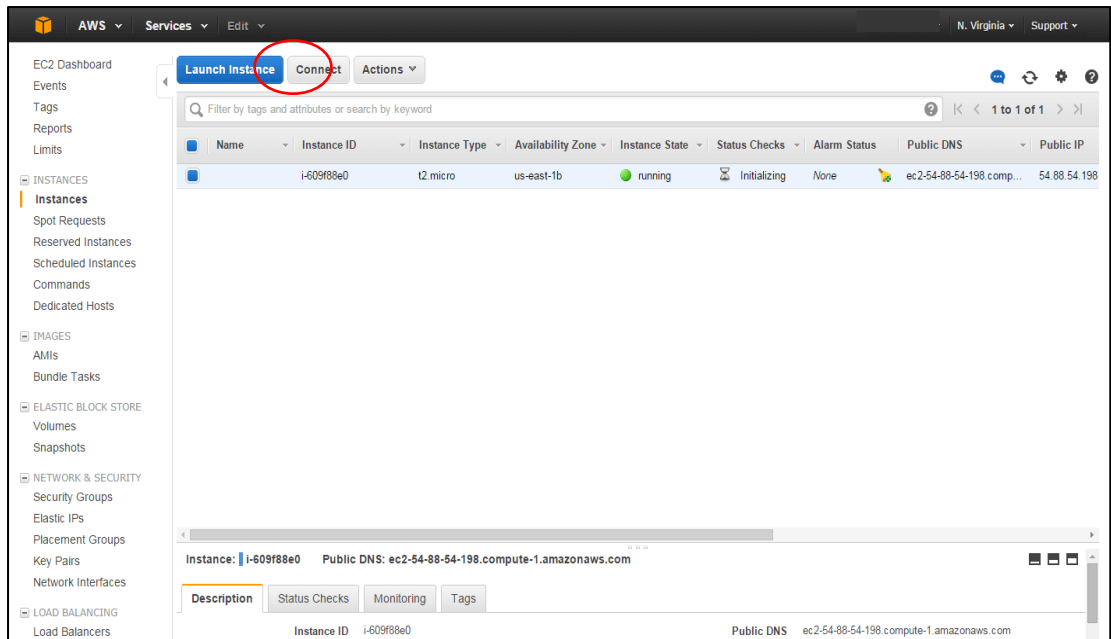 AWS Services Edit N. Virginia Support
EC2 Dashboard
Events
Tags
Reports
Limits
INSTANCES
Instances
Spot Requests
Reserved Instances
Scheduled Instances
Commands
Dedicated Hosts
IMAGES
AMIs
Bundle Tasks
ELASTIC BLOCK STORE
Volumes
Snapshots
NETWORK & SECURITY
Security Groups
Elastic IPs
Placement Groups
Key Pairs
Network Interfaces
LOAD BALANCING
Load Balancers
Launch Instance Connect Actions
Filter by tags and attributes or search by keyword 1 to 1 of 1
Name Instance ID Instance Type Availability Zone Instance State Status Checks Alarm Status Public DNS Public IP
i-609f88e0 t2.micro us-east-1b running Initializing None ec2-54-88-54-198.comp... 54.88.54.198
Instance: i-609f88e0 Public DNS: ec2-54-88-54-198.compute-1.amazonaws.com
Description Status Checks Monitoring Tags
Instance ID i-609f88e0 Public DNS ec2-54-88-54-198.compute-1.amazonaws.com